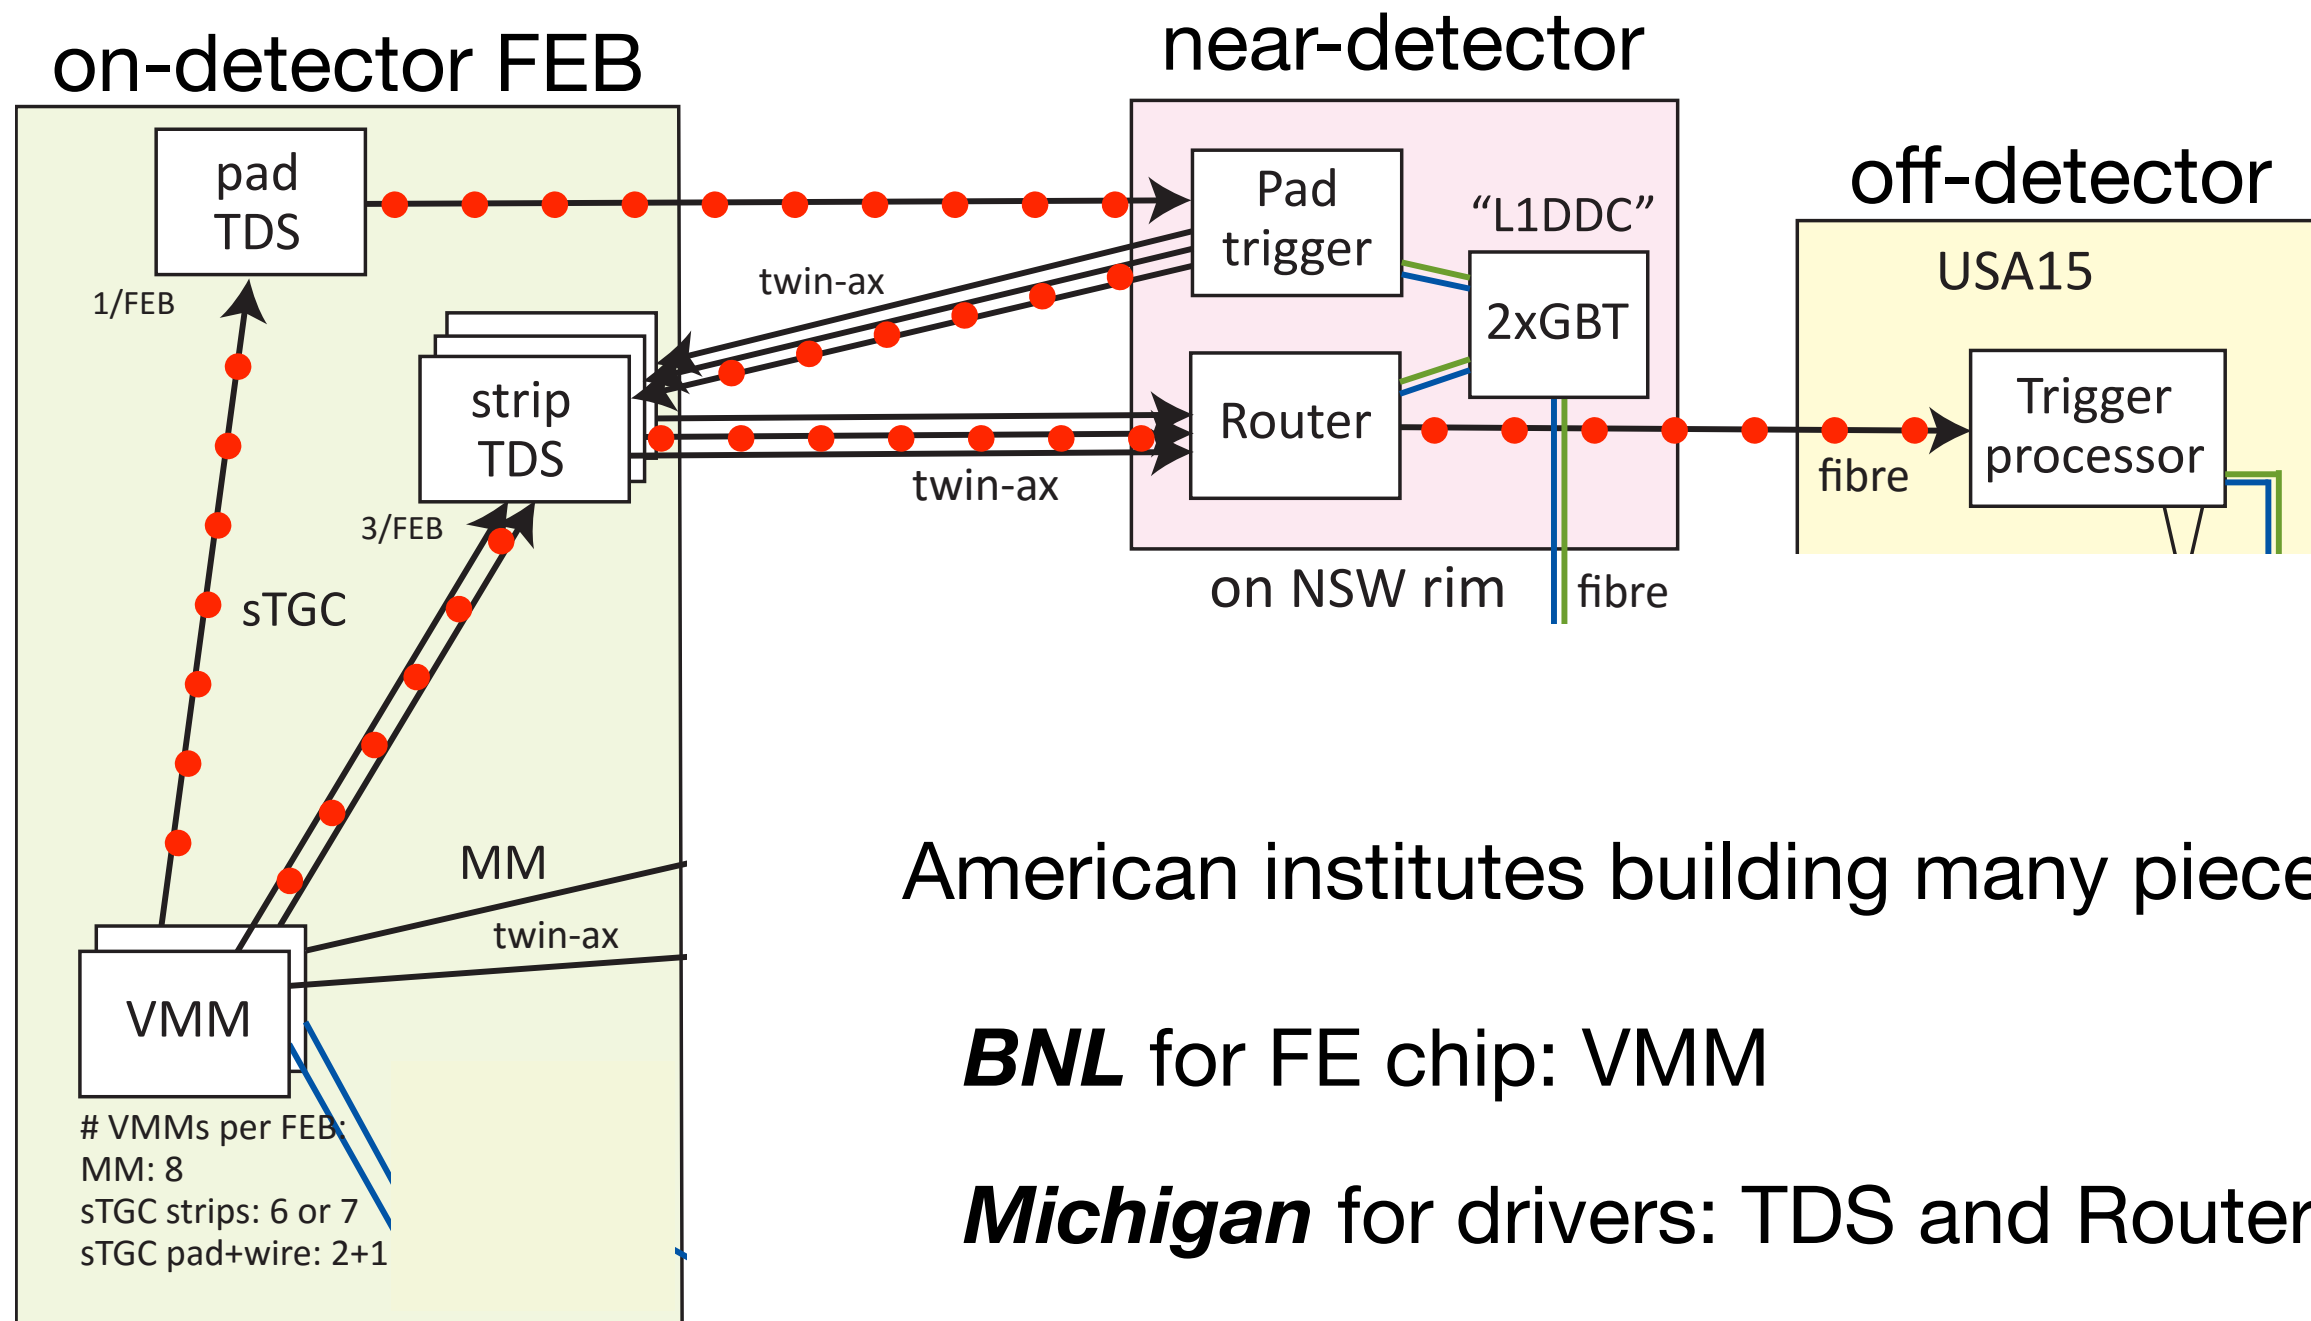 on-detector FEB
near-detector
off-detector
pad
TDS
1/FEB
twin-ax
strip
TDS
3/FEB
twin-ax
sTGC
MM
twin-ax
VMM
# VMMs per FEB:
MM: 8
sTGC strips: 6 or 7
sTGC pad+wire: 2+1
Pad
trigger
“L1DDC”
2xGBT
Router
on NSW rim
fibre
USA15
Trigger
processor
fibre
American institutes building many piece
BNL for FE chip: VMM
Michigan for drivers: TDS and Router